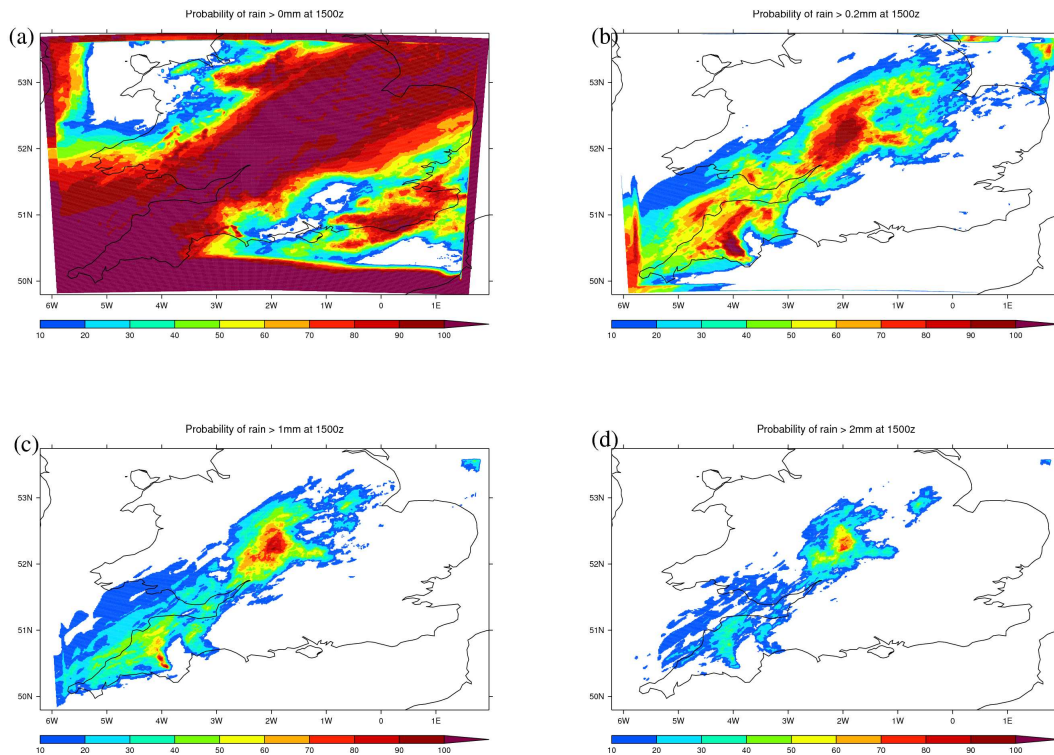 Probability of rain > 0mm at 1500z
(a)
53N
52N
51N
50N
6W 5W 4W 3W 2W 1W 0 1E
10 20 30 40 50 60 70 80 90 100
Probability of rain > 0.2mm at 1500z
(b)
53N
52N
51N
50N
6W 5W 4W 3W 2W 1W 0 1E
10 20 30 40 50 60 70 80 90 100
Probability of rain > 1mm at 1500z
(c)
53N
52N
51N
50N
6W 5W 4W 3W 2W 1W 0 1E
10 20 30 40 50 60 70 80 90 100
Probability of rain > 2mm at 1500z
(d)
53N
52N
51N
50N
6W 5W 4W 3W 2W 1W 0 1E
10 20 30 40 50 60 70 80 90 100